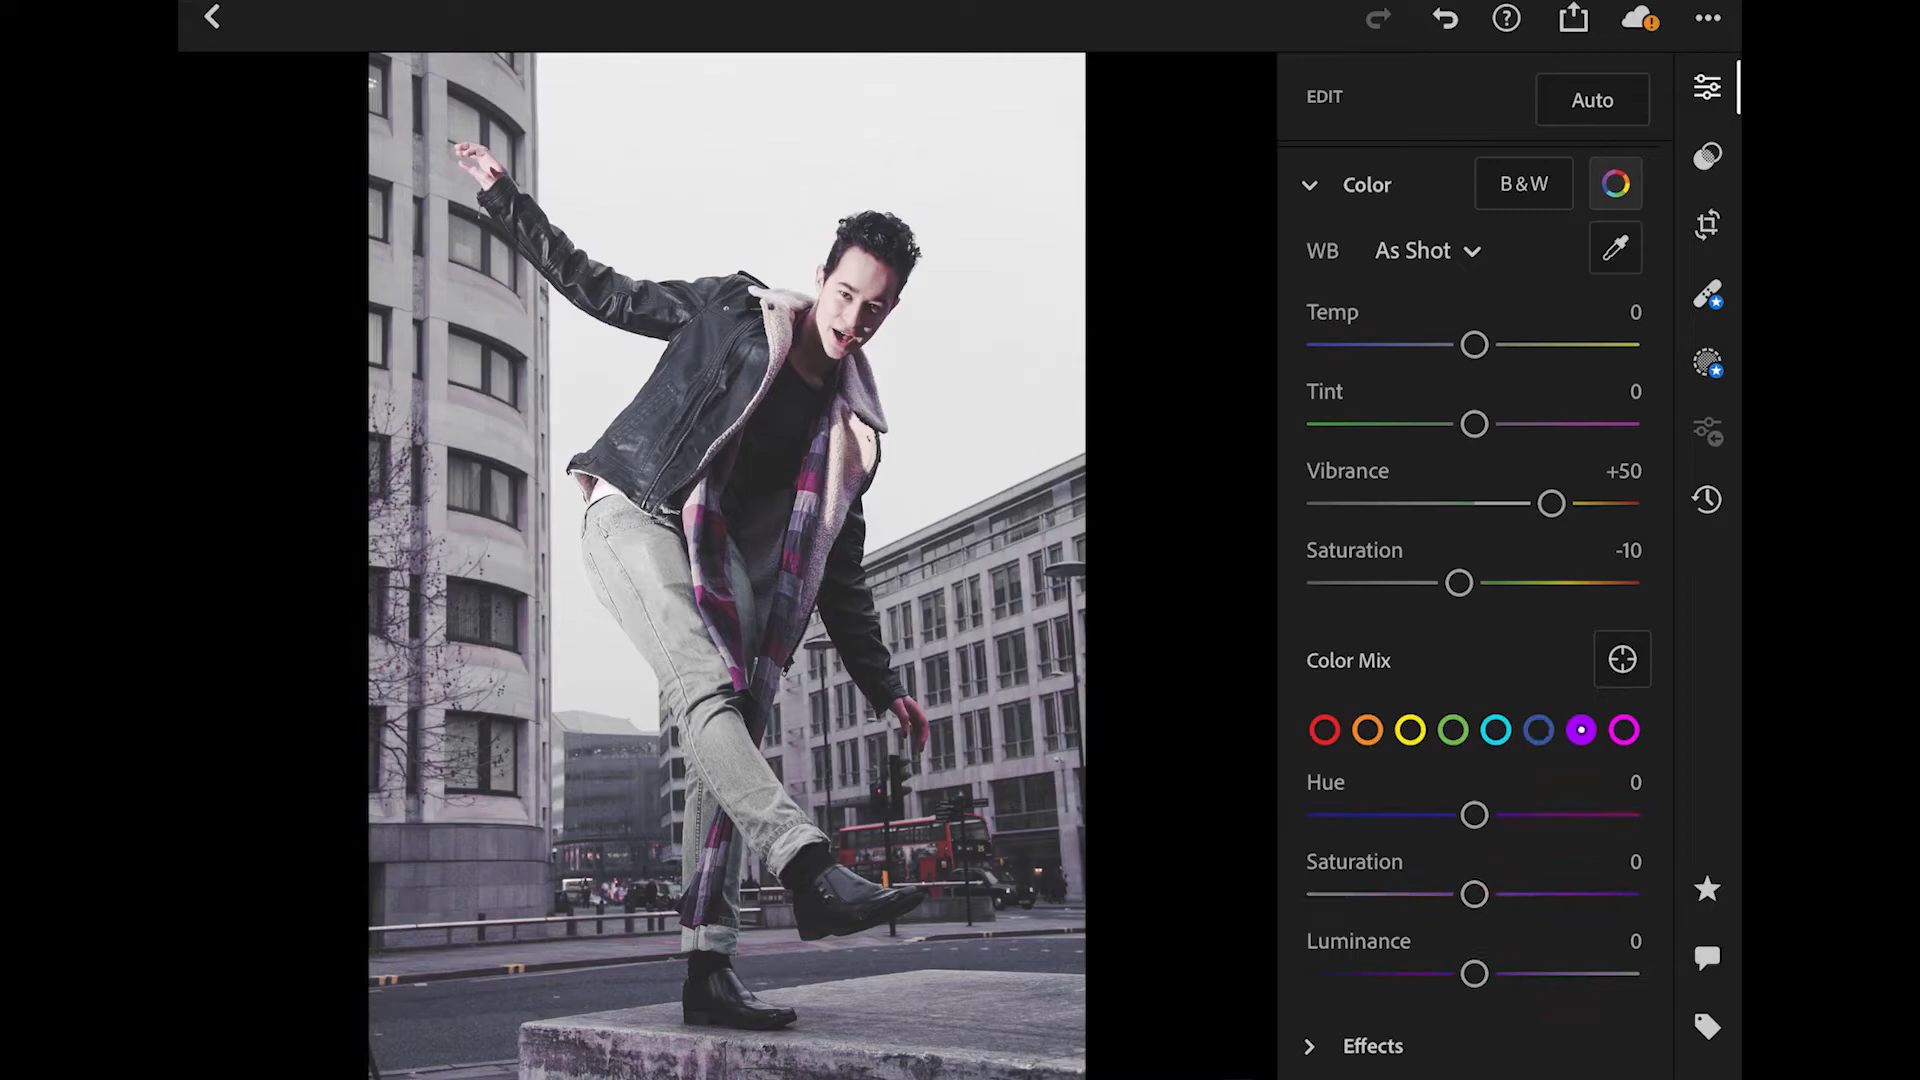 EDIT
Auto
Color
B&W
WB
As Shot
Temp
0
Tint
0
Vibrance
+50
Saturation
-10
Color Mix
Hue
0
Saturation
0
Luminance
0
Effects